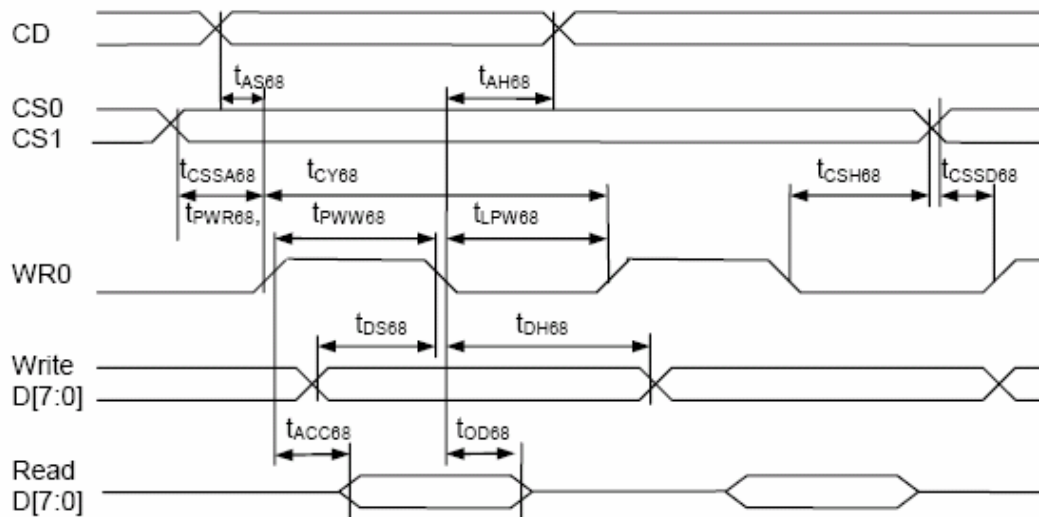 CD
tAS68
tAH68
CS0
CS1
tCSSA68
tCY68
tCSH68
tCSSD68
tPWR68,
tPWW68
tLPW68
WR0
tDS68
tDH68
Write
D[7:0]
tACC68
tOD68
Read
D[7:0]